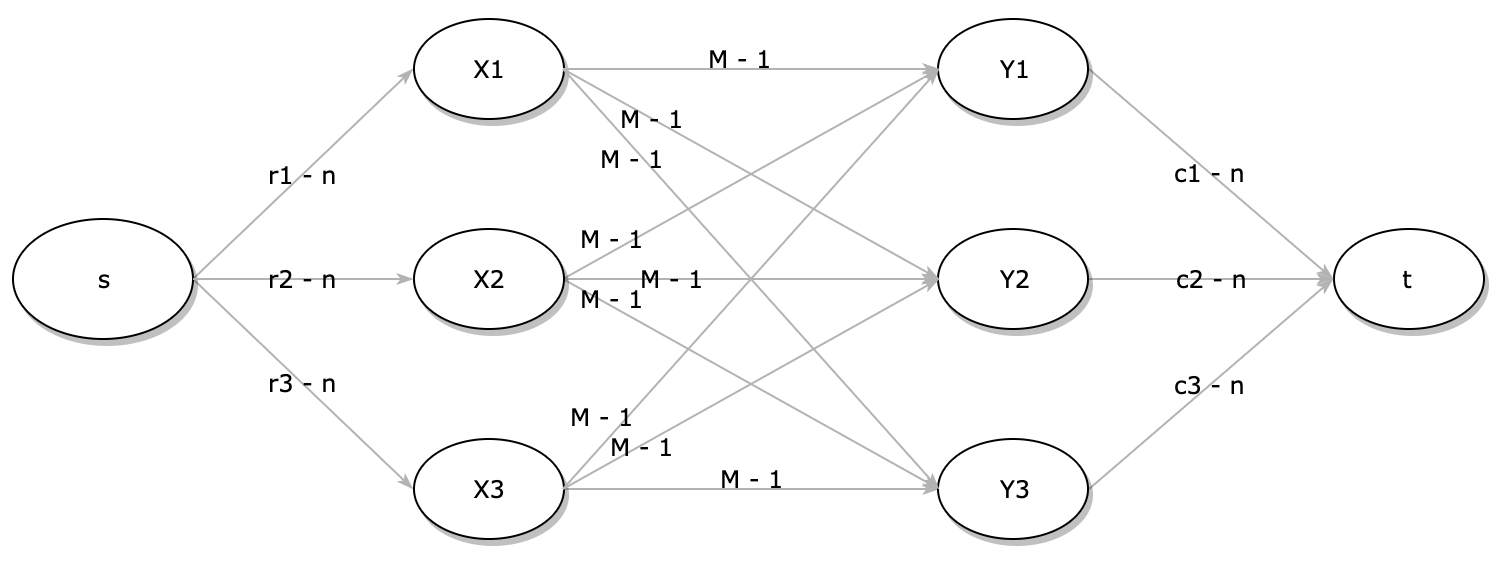 X1
M - 1
Y1
M - 1
M - 1
r1 - n
c1 - n
M - 1
s
r2 - n
X2
M - 1
Y2
c2 - n
t
M - 1
r3 - n
c3 - n
M - 1
M - 1
X3
M - 1
Y3